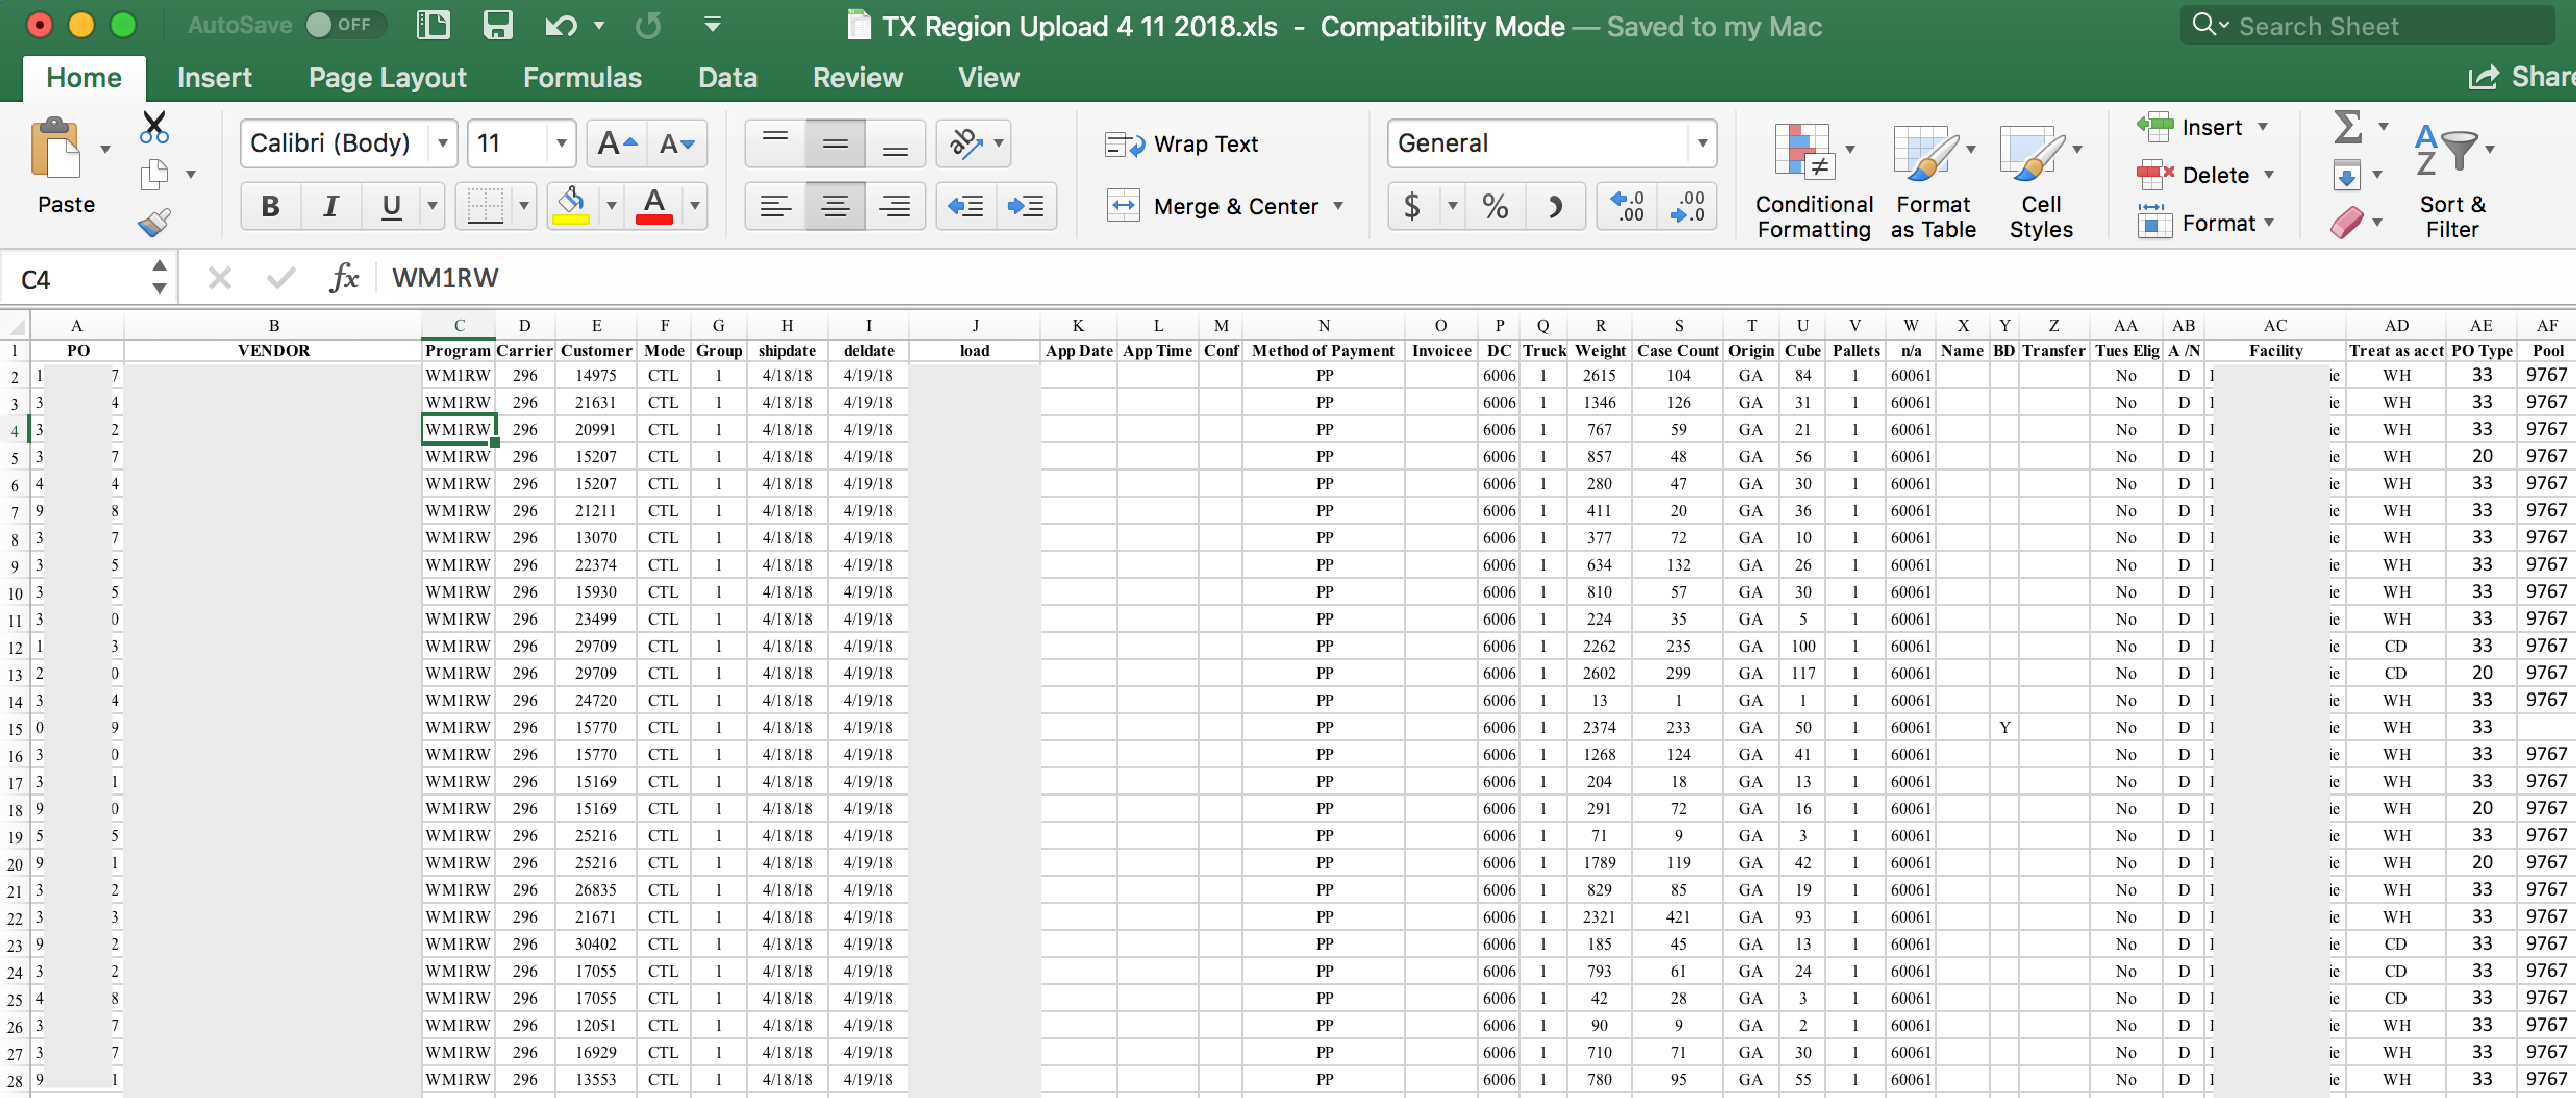 AutoSave OFF TX Region Upload 4 11 2018.xls - Compatibility Mode — Saved to my Mac Search Sheet
Home Insert Page Layout Formulas Data Review View
Calibri (Body) 11 Wrap Text General Insert
Paste Merge & Center Conditional Formatting Format as Table Cell Styles Delete Format Sort & Filter
C4 fx WM1RW
A B C D E F G H I J K L M N O P Q R S T U V W X Y Z AA AB AC AD AE AF
1 PO VENDOR Program Carrier Customer Mode Group shipdate deldate load App Date App Time Conf Method of Payment Invoicee DC Truck Weight Case Count Origin Cube Pallets n/a Name BD Transfer Tues Elig A /N Facility Treat as acct PO Type Pool
2 1 7 WM1RW 296 14975 CTL 1 4/18/18 4/19/18 PP 6006 1 2615 104 GA 84 1 60061 No D ie WH 33 9767
3 3 4 WM1RW 296 21631 CTL 1 4/18/18 4/19/18 PP 6006 1 1346 126 GA 31 1 60061 No D ie WH 33 9767
4 3 2 WM1RW 296 20991 CTL 1 4/18/18 4/19/18 PP 6006 1 767 59 GA 21 1 60061 No D ie WH 33 9767
5 3 7 WM1RW 296 15207 CTL 1 4/18/18 4/19/18 PP 6006 1 857 48 GA 56 1 60061 No D ie WH 20 9767
6 4 4 WM1RW 296 15207 CTL 1 4/18/18 4/19/18 PP 6006 1 280 47 GA 30 1 60061 No D ie WH 33 9767
7 9 8 WM1RW 296 21211 CTL 1 4/18/18 4/19/18 PP 6006 1 411 20 GA 36 1 60061 No D ie WH 33 9767
8 3 7 WM1RW 296 13070 CTL 1 4/18/18 4/19/18 PP 6006 1 377 72 GA 10 1 60061 No D ie WH 33 9767
9 3 5 WM1RW 296 22374 CTL 1 4/18/18 4/19/18 PP 6006 1 634 132 GA 26 1 60061 No D ie WH 33 9767
10 3 5 WM1RW 296 15930 CTL 1 4/18/18 4/19/18 PP 6006 1 810 57 GA 30 1 60061 No D ie WH 33 9767
11 3 0 WM1RW 296 23499 CTL 1 4/18/18 4/19/18 PP 6006 1 224 35 GA 5 1 60061 No D ie WH 33 9767
12 1 3 WM1RW 296 29709 CTL 1 4/18/18 4/19/18 PP 6006 1 2262 235 GA 100 1 60061 No D ie CD 33 9767
13 2 0 WM1RW 296 29709 CTL 1 4/18/18 4/19/18 PP 6006 1 2602 299 GA 117 1 60061 No D ie CD 20 9767
14 3 4 WM1RW 296 24720 CTL 1 4/18/18 4/19/18 PP 6006 1 13 1 GA 1 1 60061 No D ie WH 33 9767
15 0 9 WM1RW 296 15770 CTL 1 4/18/18 4/19/18 PP 6006 1 2374 233 GA 50 1 60061 Y No D ie WH 33
16 3 0 WM1RW 296 15770 CTL 1 4/18/18 4/19/18 PP 6006 1 1268 124 GA 41 1 60061 No D ie WH 33 9767
17 3 1 WM1RW 296 15169 CTL 1 4/18/18 4/19/18 PP 6006 1 204 18 GA 13 1 60061 No D ie WH 33 9767
18 9 0 WM1RW 296 15169 CTL 1 4/18/18 4/19/18 PP 6006 1 291 72 GA 16 1 60061 No D ie WH 20 9767
19 5 5 WM1RW 296 25216 CTL 1 4/18/18 4/19/18 PP 6006 1 71 9 GA 3 1 60061 No D ie WH 33 9767
20 9 1 WM1RW 296 25216 CTL 1 4/18/18 4/19/18 PP 6006 1 1789 119 GA 42 1 60061 No D ie WH 20 9767
21 3 2 WM1RW 296 26835 CTL 1 4/18/18 4/19/18 PP 6006 1 829 85 GA 19 1 60061 No D ie WH 33 9767
22 3 3 WM1RW 296 21671 CTL 1 4/18/18 4/19/18 PP 6006 1 2321 421 GA 93 1 60061 No D ie WH 33 9767
23 9 2 WM1RW 296 30402 CTL 1 4/18/18 4/19/18 PP 6006 1 185 45 GA 13 1 60061 No D ie CD 33 9767
24 3 2 WM1RW 296 17055 CTL 1 4/18/18 4/19/18 PP 6006 1 793 61 GA 24 1 60061 No D ie CD 33 9767
25 4 8 WM1RW 296 17055 CTL 1 4/18/18 4/19/18 PP 6006 1 42 28 GA 3 1 60061 No D ie CD 33 9767
26 3 7 WM1RW 296 12051 CTL 1 4/18/18 4/19/18 PP 6006 1 90 9 GA 2 1 60061 No D ie WH 33 9767
27 3 7 WM1RW 296 16929 CTL 1 4/18/18 4/19/18 PP 6006 1 710 71 GA 30 1 60061 No D ie WH 33 9767
28 9 1 WM1RW 296 13553 CTL 1 4/18/18 4/19/18 PP 6006 1 780 95 GA 55 1 60061 No D ie WH 33 9767